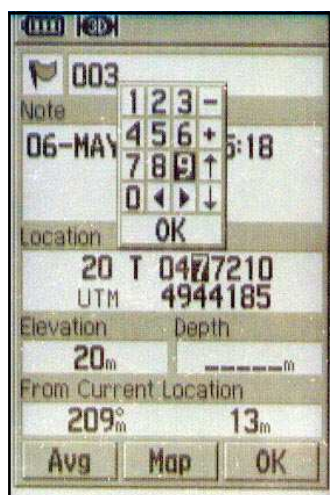 003
Note
06-MAY
5:18
1 2 3 -
4 5 6 +
7 8 9 ↑
0 ◂ ▸ ↓
OK
Location
20 T 0477210
UTM 4944185
Elevation Depth
20m _____m
From Current Location
209°m 13m
Avg Map OK